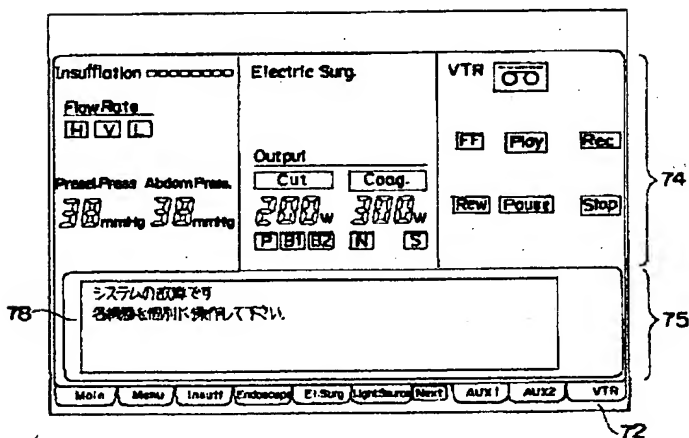 Insufflation
Flow Rate
H V L
Preset.Press Abdom Press.
38 mmHg 38 mmHg
Electric Surg.
Output
Cut Coag.
200w 300w
P B1 B2 N S
VTR
FF Play Rec
Rew Pause Stop
74
システムの故障です
各機器を個別に操作して下さい.
78
75
Main Menu Insuff Endoscope El.Surg LightSource Next AUX1 AUX2 VTR
72